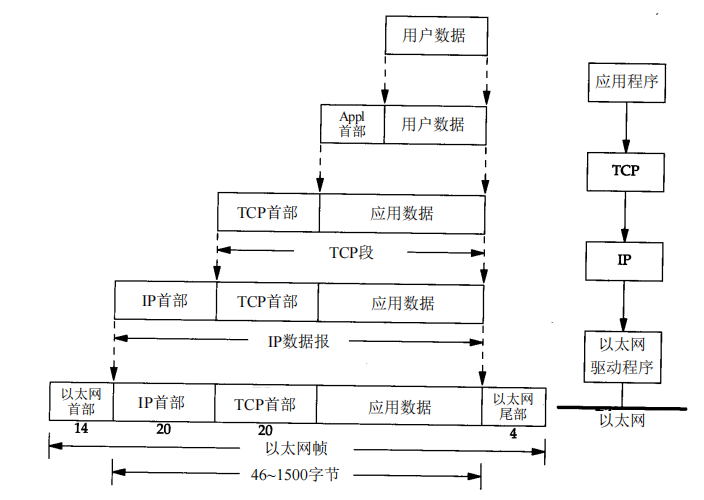 用户数据
应用程序
Appl
首部
用户数据
TCP
TCP首部
应用数据
TCP段
IP
IP首部
TCP首部
应用数据
IP数据报
以太网
驱动程序
以太网
首部
IP首部
TCP首部
应用数据
以太网
尾部
以太网
14
20
20
4
以太网帧
46~1500字节